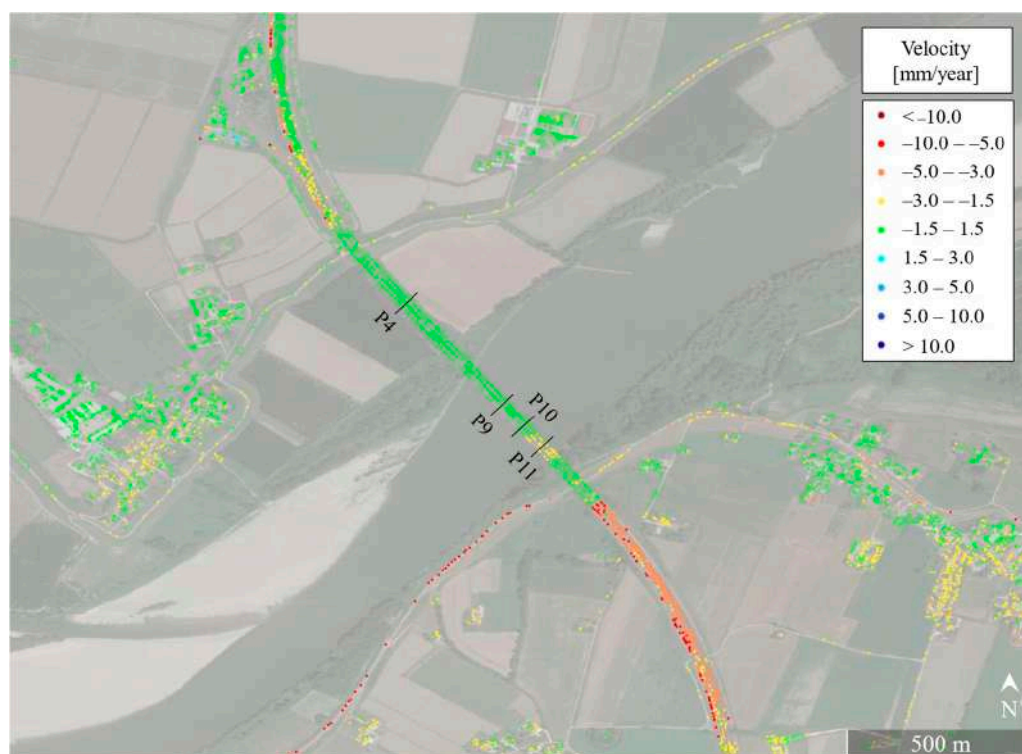 Velocity
[mm/year]
< –10.0
–10.0 – –5.0
–5.0 – –3.0
–3.0 – –1.5
–1.5 – 1.5
1.5 – 3.0
3.0 – 5.0
5.0 – 10.0
> 10.0
P4
P9
P10
P11
N
500 m